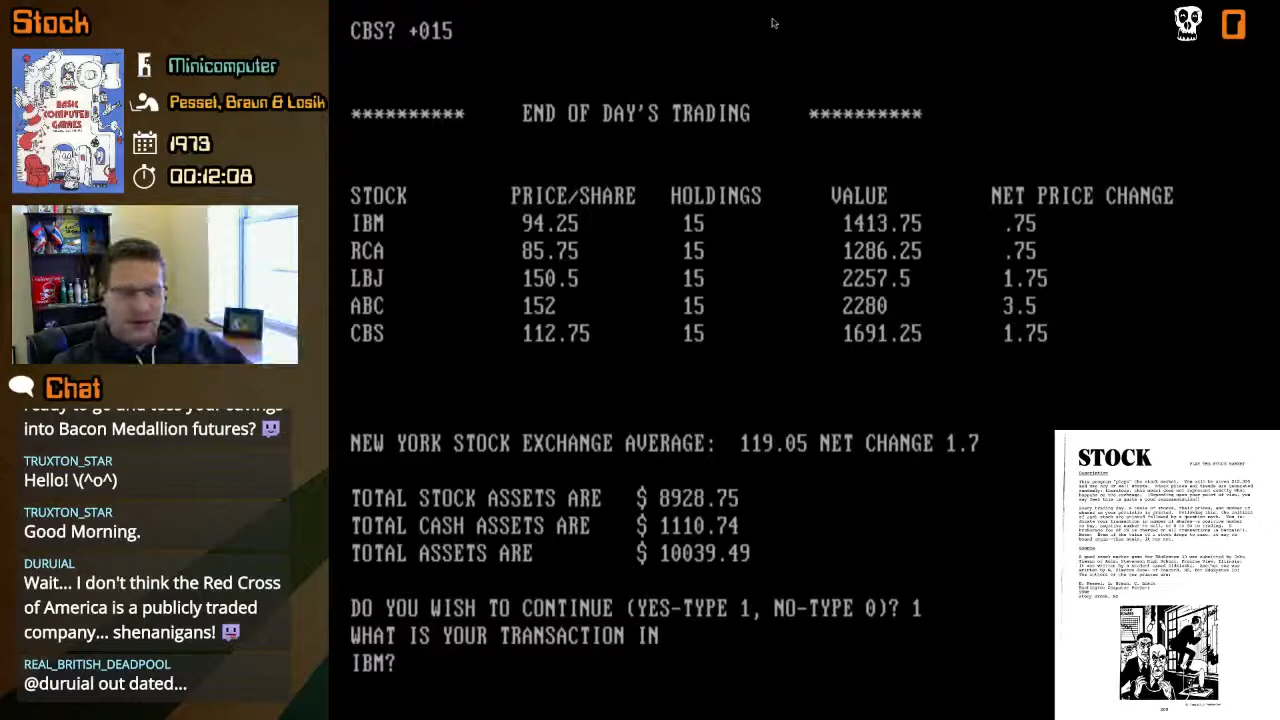 Stock
BASIC
COMPUTER
GAMES
Minicomputer
Pessel, Braun & Losik
1973
00:12:08
Chat
into Bacon Medallion futures?
TRUXTON_STAR
Hello! \(^o^)
TRUXTON_STAR
Good Morning.
DURUIAL
Wait... I don't think the Red Cross
of America is a publicly traded
company... shenanigans!
REAL_BRITISH_DEADPOOL
@duruial out dated...
CBS? +015
********** END OF DAY'S TRADING **********
STOCK PRICE/SHARE HOLDINGS VALUE NET PRICE CHANGE
IBM 94.25 15 1413.75 .75
RCA 85.75 15 1286.25 .75
LBJ 150.5 15 2257.5 1.75
ABC 152 15 2280 3.5
CBS 112.75 15 1691.25 1.75
NEW YORK STOCK EXCHANGE AVERAGE: 119.05 NET CHANGE 1.7
TOTAL STOCK ASSETS ARE $ 8928.75
TOTAL CASH ASSETS ARE $ 1110.74
TOTAL ASSETS ARE $ 10039.49
DO YOU WISH TO CONTINUE (YES-TYPE 1, NO-TYPE 0)? 1
WHAT IS YOUR TRANSACTION IN
IBM?
STOCK